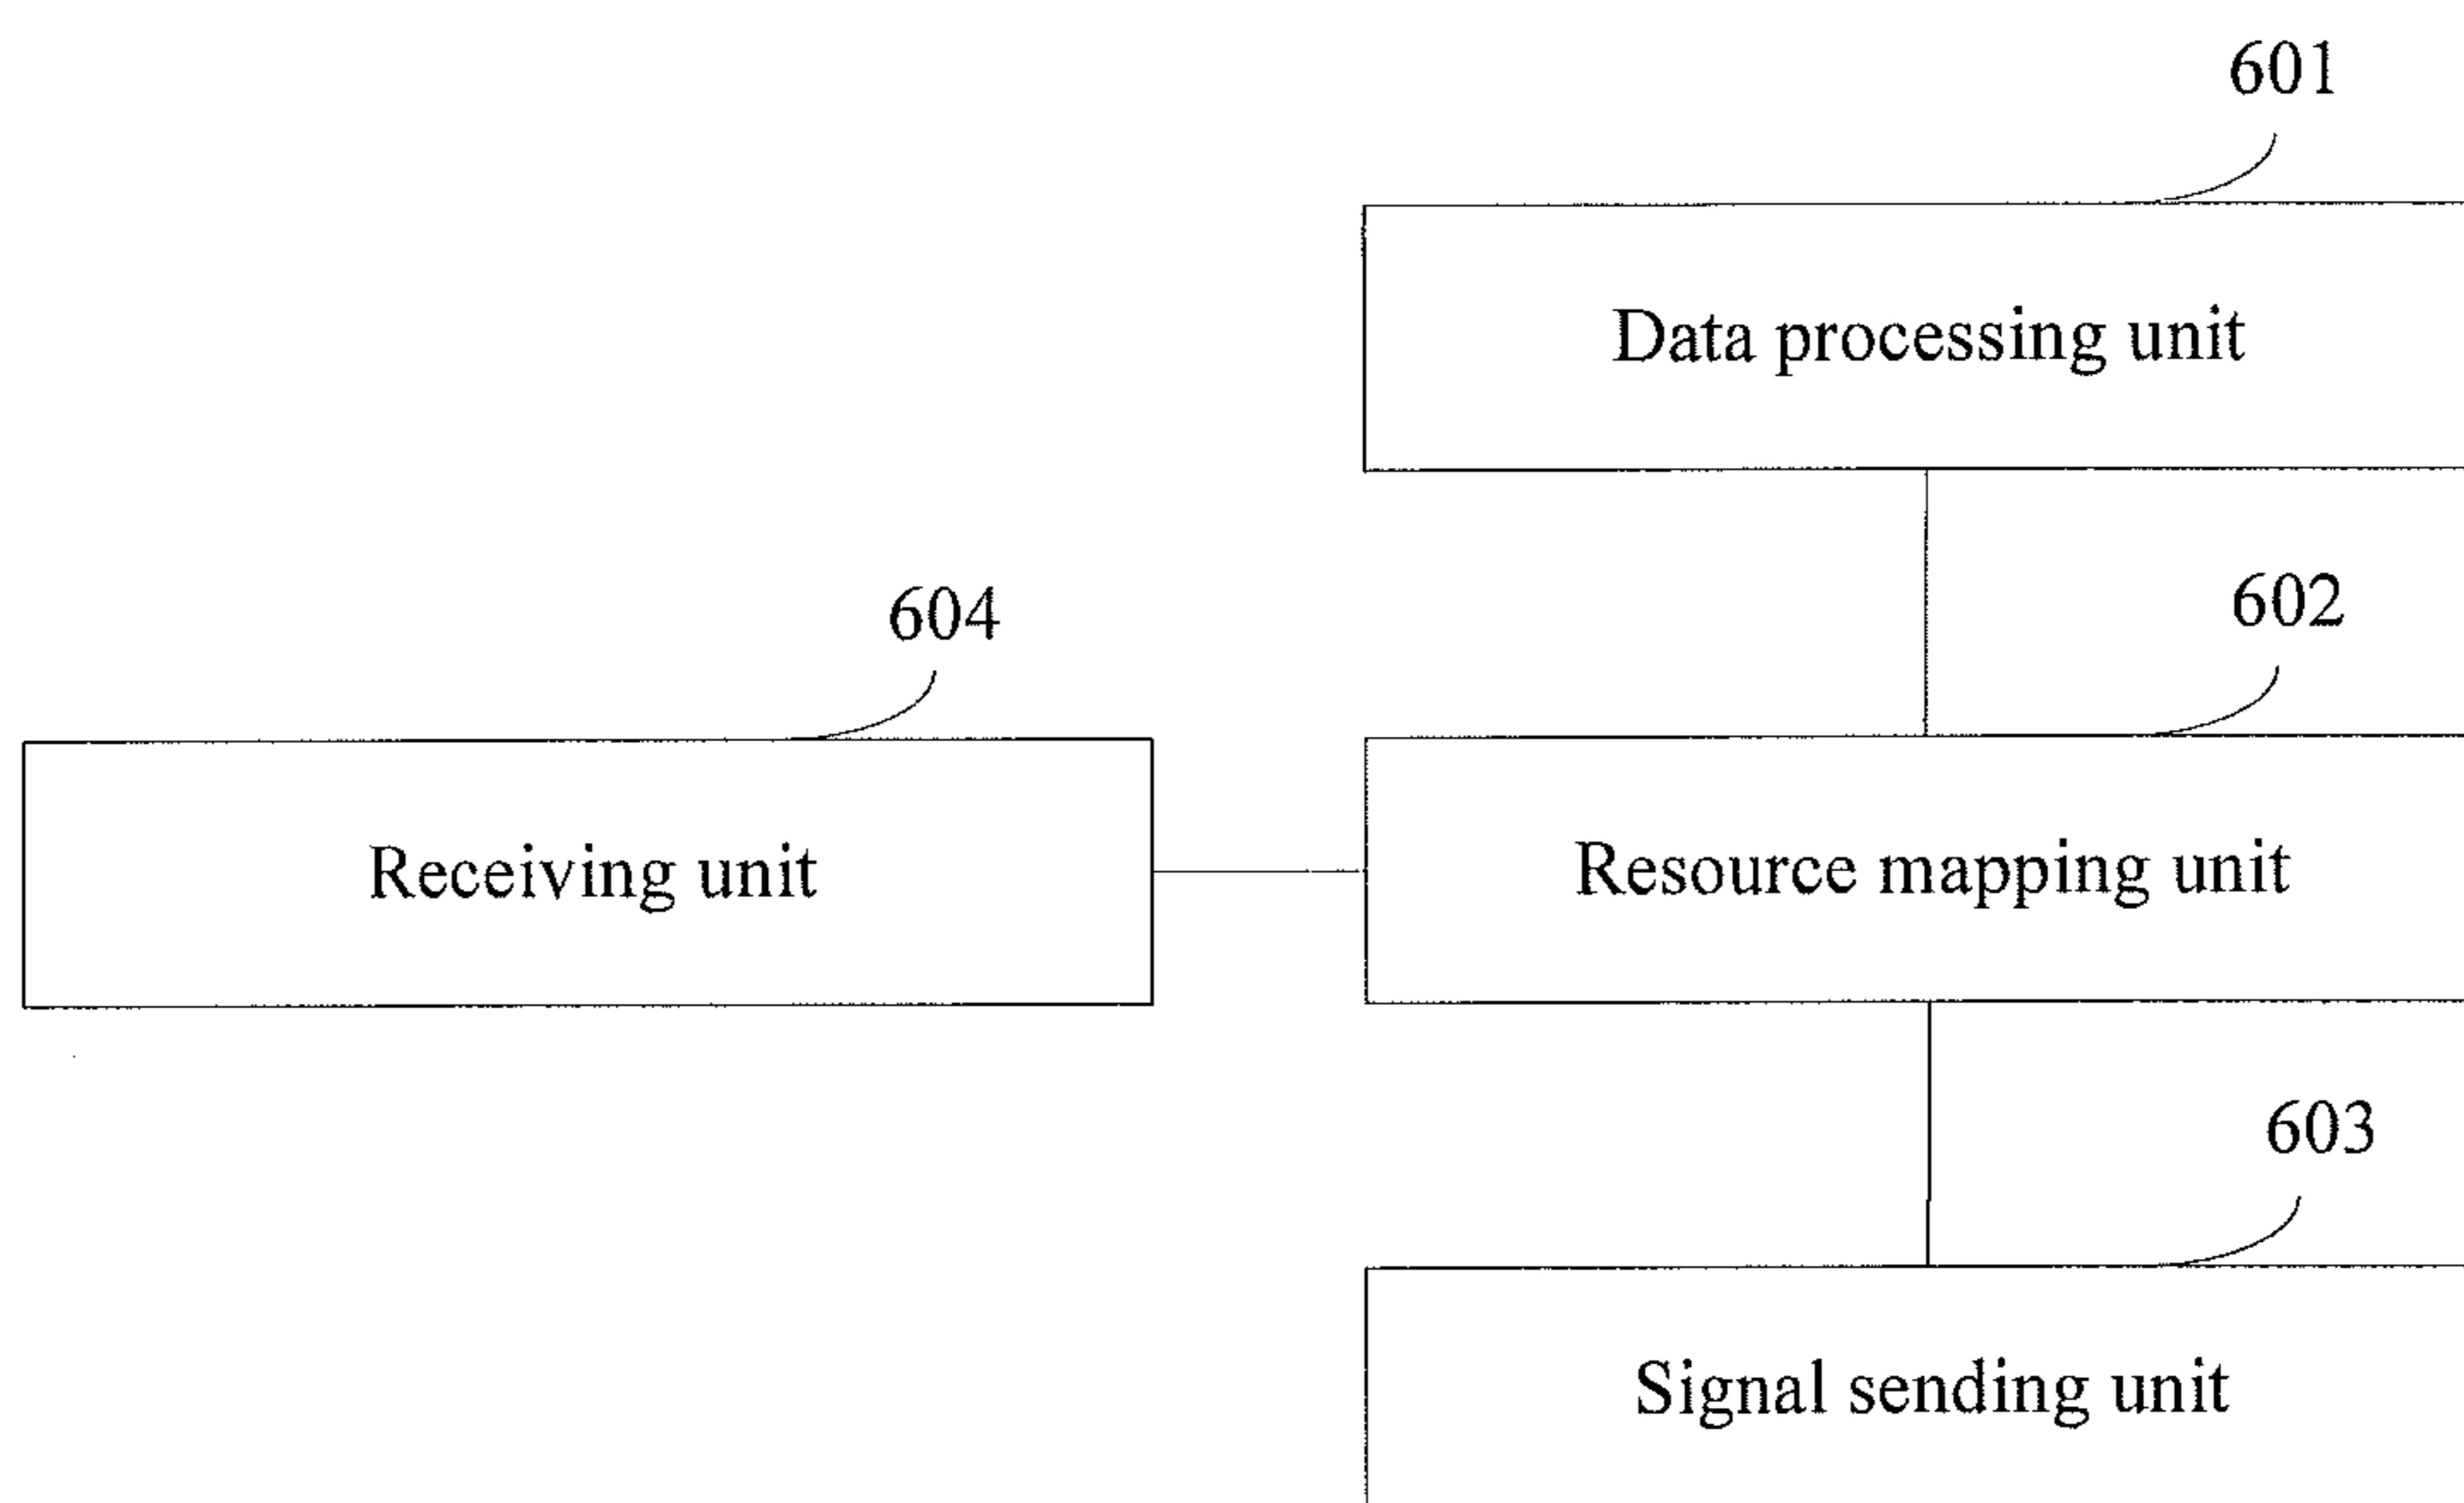 601
Data processing unit
604
602
Receiving unit
Resource mapping unit
603
Signal sending unit